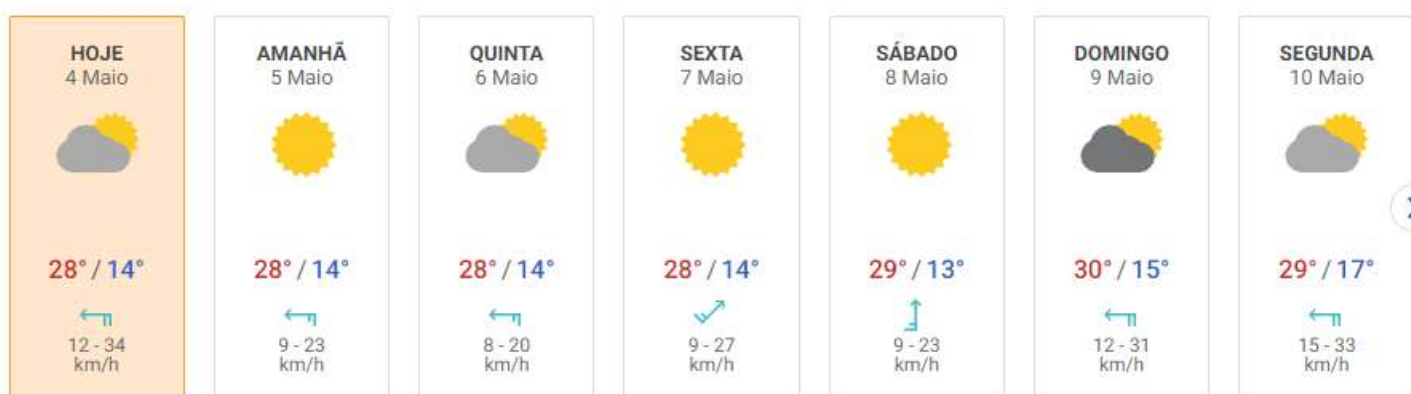 HOJE
4 Maio
28° / 14°
12 - 34
km/h
AMANHÃ
5 Maio
28° / 14°
9 - 23
km/h
QUINTA
6 Maio
28° / 14°
8 - 20
km/h
SEXTA
7 Maio
28° / 14°
9 - 27
km/h
SÁBADO
8 Maio
29° / 13°
9 - 23
km/h
DOMINGO
9 Maio
30° / 15°
12 - 31
km/h
SEGUNDA
10 Maio
29° / 17°
15 - 33
km/h